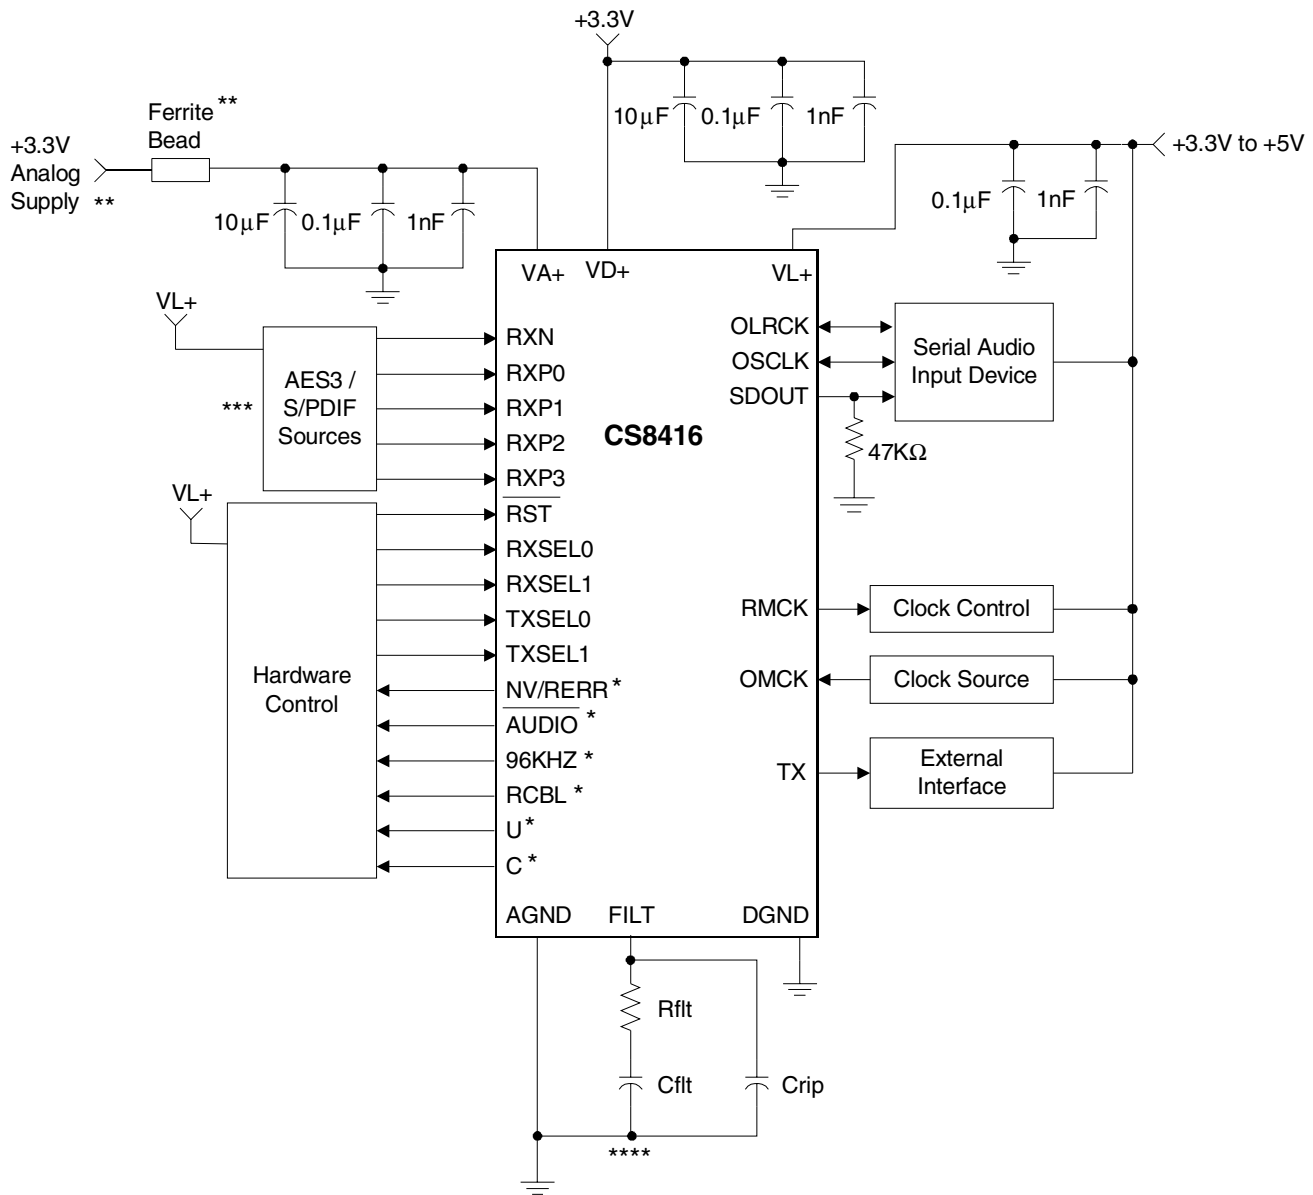 +3.3V
10μF
0.1μF
1nF
Ferrite **
Bead
+3.3V
Analog
Supply **
10μF
0.1μF
1nF
+3.3V to +5V
0.1μF
1nF
VA+
VD+
VL+
VL+
AES3 /
S/PDIF
Sources
***
RXN
RXP0
RXP1
RXP2
RXP3
VL+
Hardware
Control
RST
RXSEL0
RXSEL1
TXSEL0
TXSEL1
NV/RERR *
AUDIO *
96KHZ *
RCBL *
U *
C *
CS8416
OLRCK
OSCLK
SDOUT
Serial Audio
Input Device
47KΩ
RMCK
Clock Control
OMCK
Clock Source
TX
External
Interface
AGND
FILT
DGND
Rflt
Cflt
Crip
****